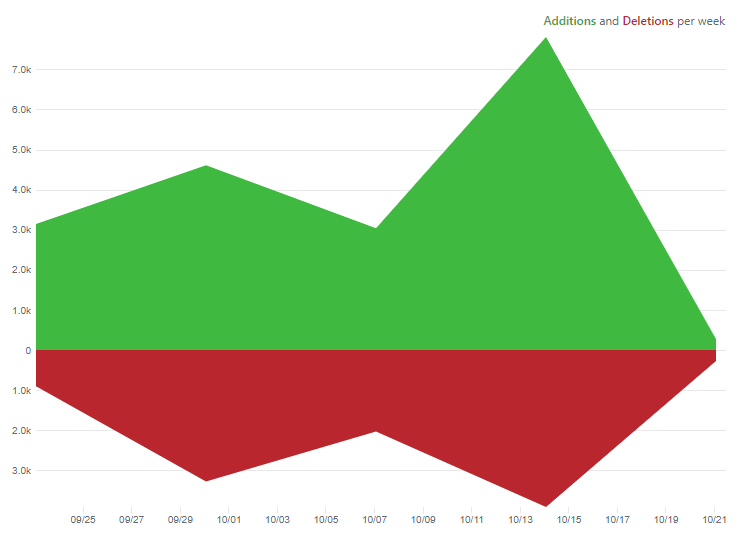 Additions and Deletions per week
7.0k
6.0k
5.0k
4.0k
3.0k
2.0k
1.0k
0
1.0k
2.0k
3.0k
09/25 09/27 09/29 10/01 10/03 10/05 10/07 10/09 10/11 10/13 10/15 10/17 10/19 10/21